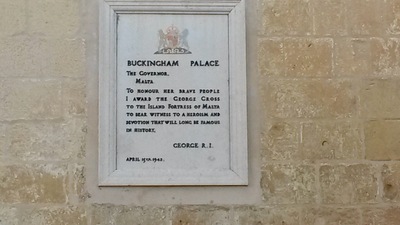 BUCKINGHAM PALACE
THE GOVERNOR,
MALTA
TO HONOUR HER BRAVE PEOPLE
I AWARD THE GEORGE CROSS
TO THE ISLAND FORTRESS OF MALTA
TO BEAR WITNESS TO A HEROISM AND
DEVOTION THAT WILL LONG BE FAMOUS
IN HISTORY,
GEORGE R. I.
APRIL 15TH. 1942.